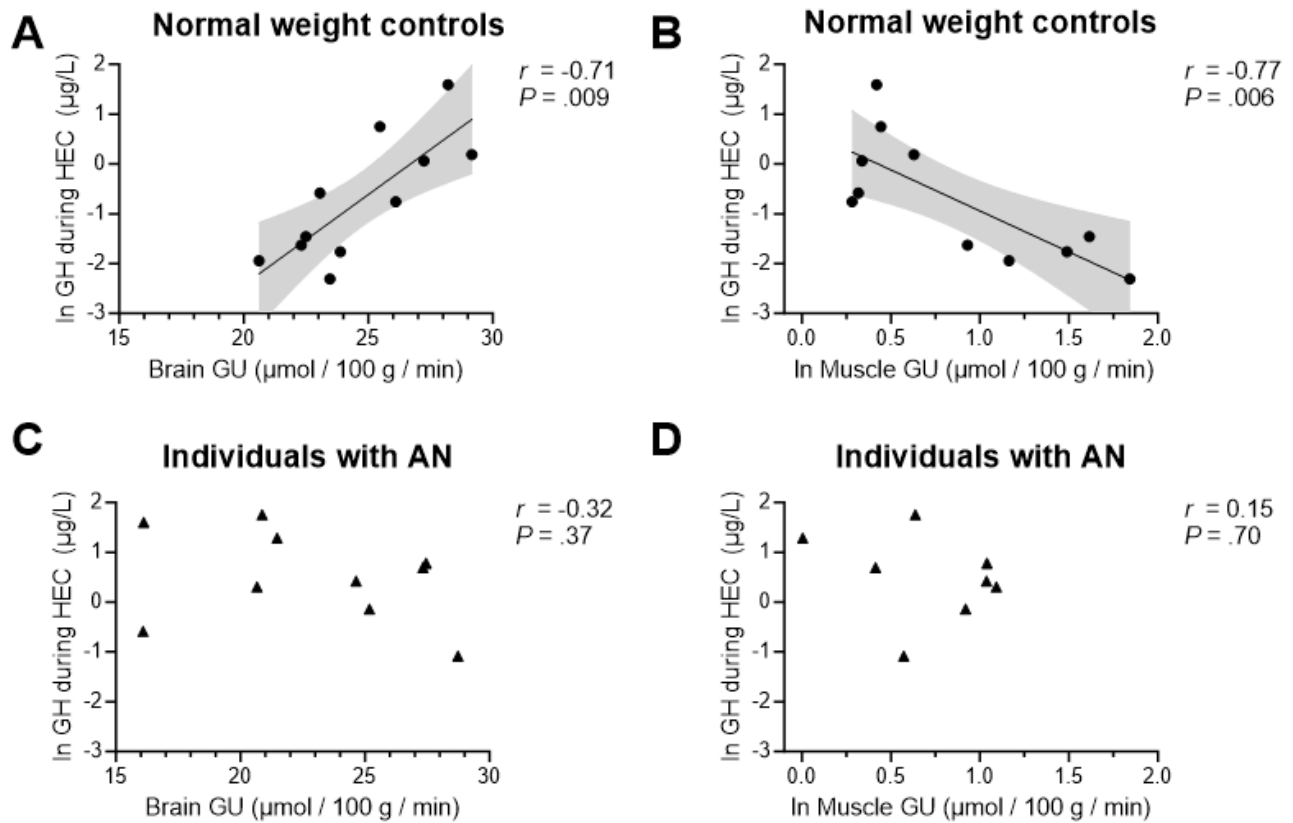 A
Normal weight controls
r = -0.71
P = .009
ln GH during HEC (µg/L)
2
1
0
-1
-2
-3
15
20
25
30
Brain GU (µmol / 100 g / min)
B
Normal weight controls
r = -0.77
P = .006
ln GH during HEC (µg/L)
2
1
0
-1
-2
-3
0.0
0.5
1.0
1.5
2.0
ln Muscle GU (µmol / 100 g / min)
C
Individuals with AN
r = -0.32
P = .37
ln GH during HEC (µg/L)
2
1
0
-1
-2
-3
15
20
25
30
Brain GU (µmol / 100 g / min)
D
Individuals with AN
r = 0.15
P = .70
ln GH during HEC (µg/L)
2
1
0
-1
-2
-3
0.0
0.5
1.0
1.5
2.0
ln Muscle GU (µmol / 100 g / min)